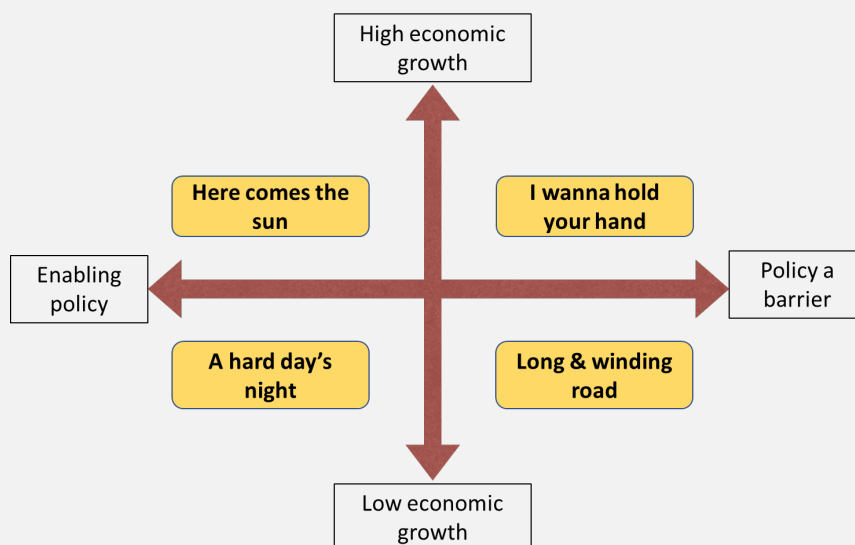 High economic
growth
Here comes the
sun
I wanna hold
your hand
Enabling
policy
Policy a
barrier
A hard day's
night
Long & winding
road
Low economic
growth